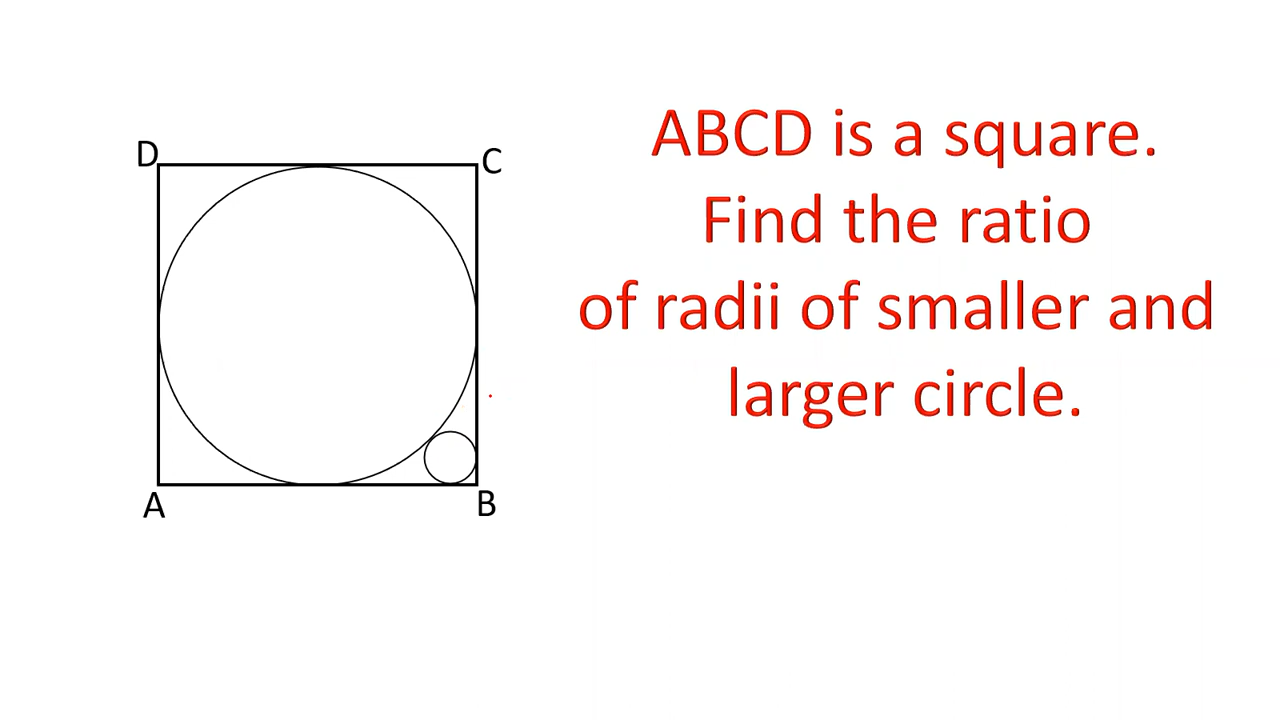 ABCD is a square.
Find the ratio
of radii of smaller and
larger circle.
D
C
A
B